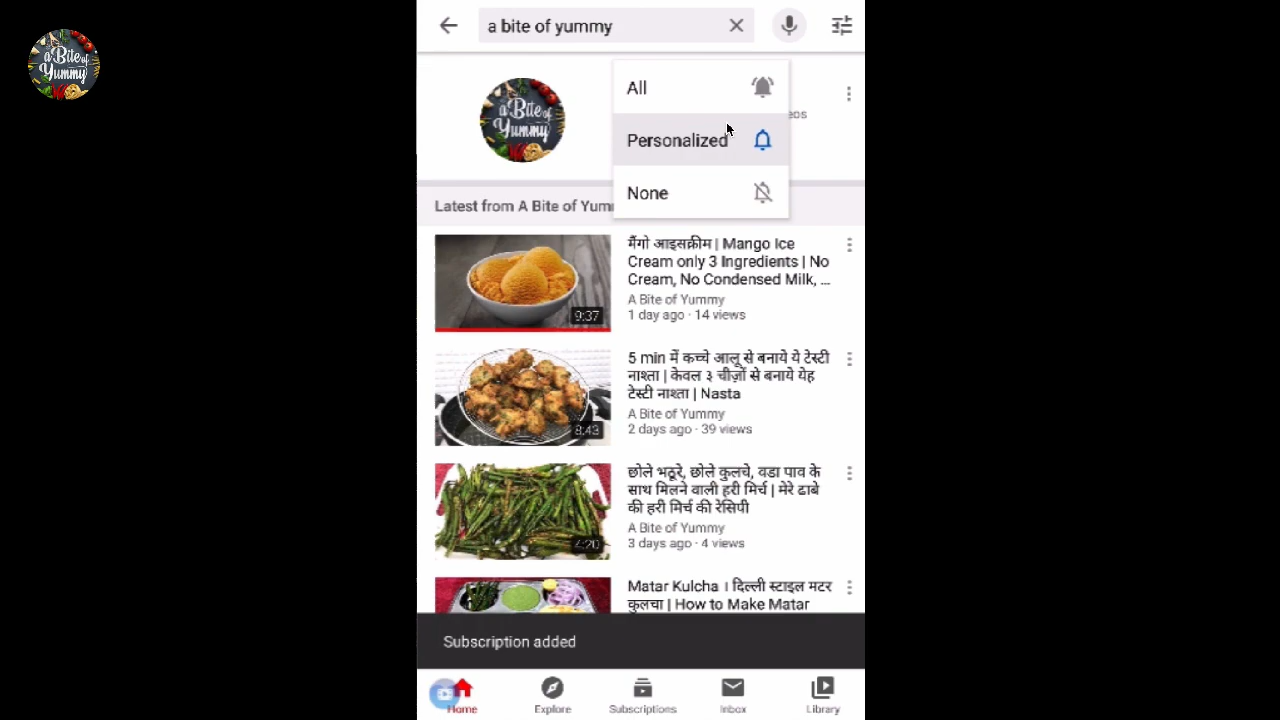 a Bite of
Yummy
a bite of yummy
a Bite of
Yummy
All
Personalized
None
eos
Latest from A Bite of Yum
मैंगो आइसक्रीम | Mango Ice
Cream only 3 Ingredients | No
Cream, No Condensed Milk, ...
A Bite of Yummy
1 day ago · 14 views
9:37
5 min में कच्चे आलू से बनाये ये टेस्टी
नाश्ता | केवल ३ चीज़ों से बनाये येह
टेस्टी नाश्ता | Nasta
A Bite of Yummy
2 days ago · 39 views
8:43
छोले भठूरे, छोले कुलचे, वडा पाव के
साथ मिलने वाली हरी मिर्च | मेरे ढाबे
की हरी मिर्च की रेसिपी
A Bite of Yummy
3 days ago · 4 views
4:20
Matar Kulcha । दिल्ली स्टाइल मटर
कुलचा | How to Make Matar
Subscription added
Home
Explore
Subscriptions
Inbox
Library